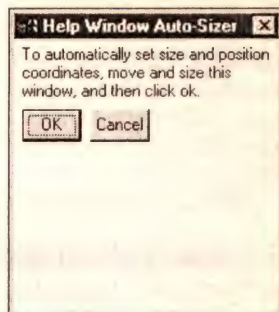 Help Window Auto-Sizer
To automatically set size and position
coordinates, move and size this
window, and then click ok.
OK Cancel